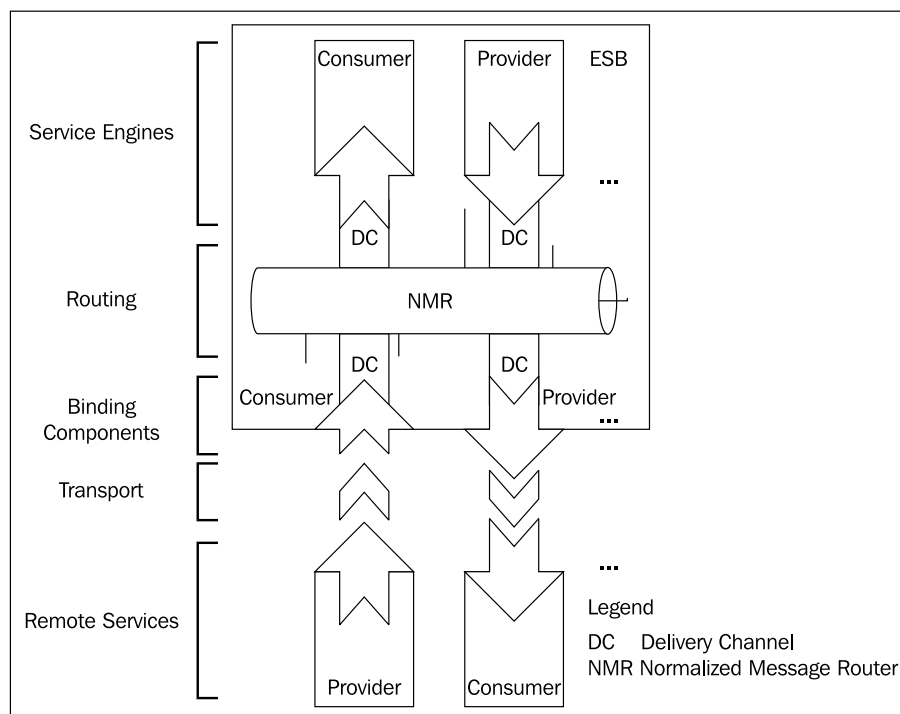 Consumer
Provider
ESB
Service Engines
...
DC
DC
Routing
NMR
DC
DC
Consumer
Provider
Binding
Components
...
Transport
...
Remote Services
Legend
DC Delivery Channel
NMR Normalized Message Router
Provider
Consumer